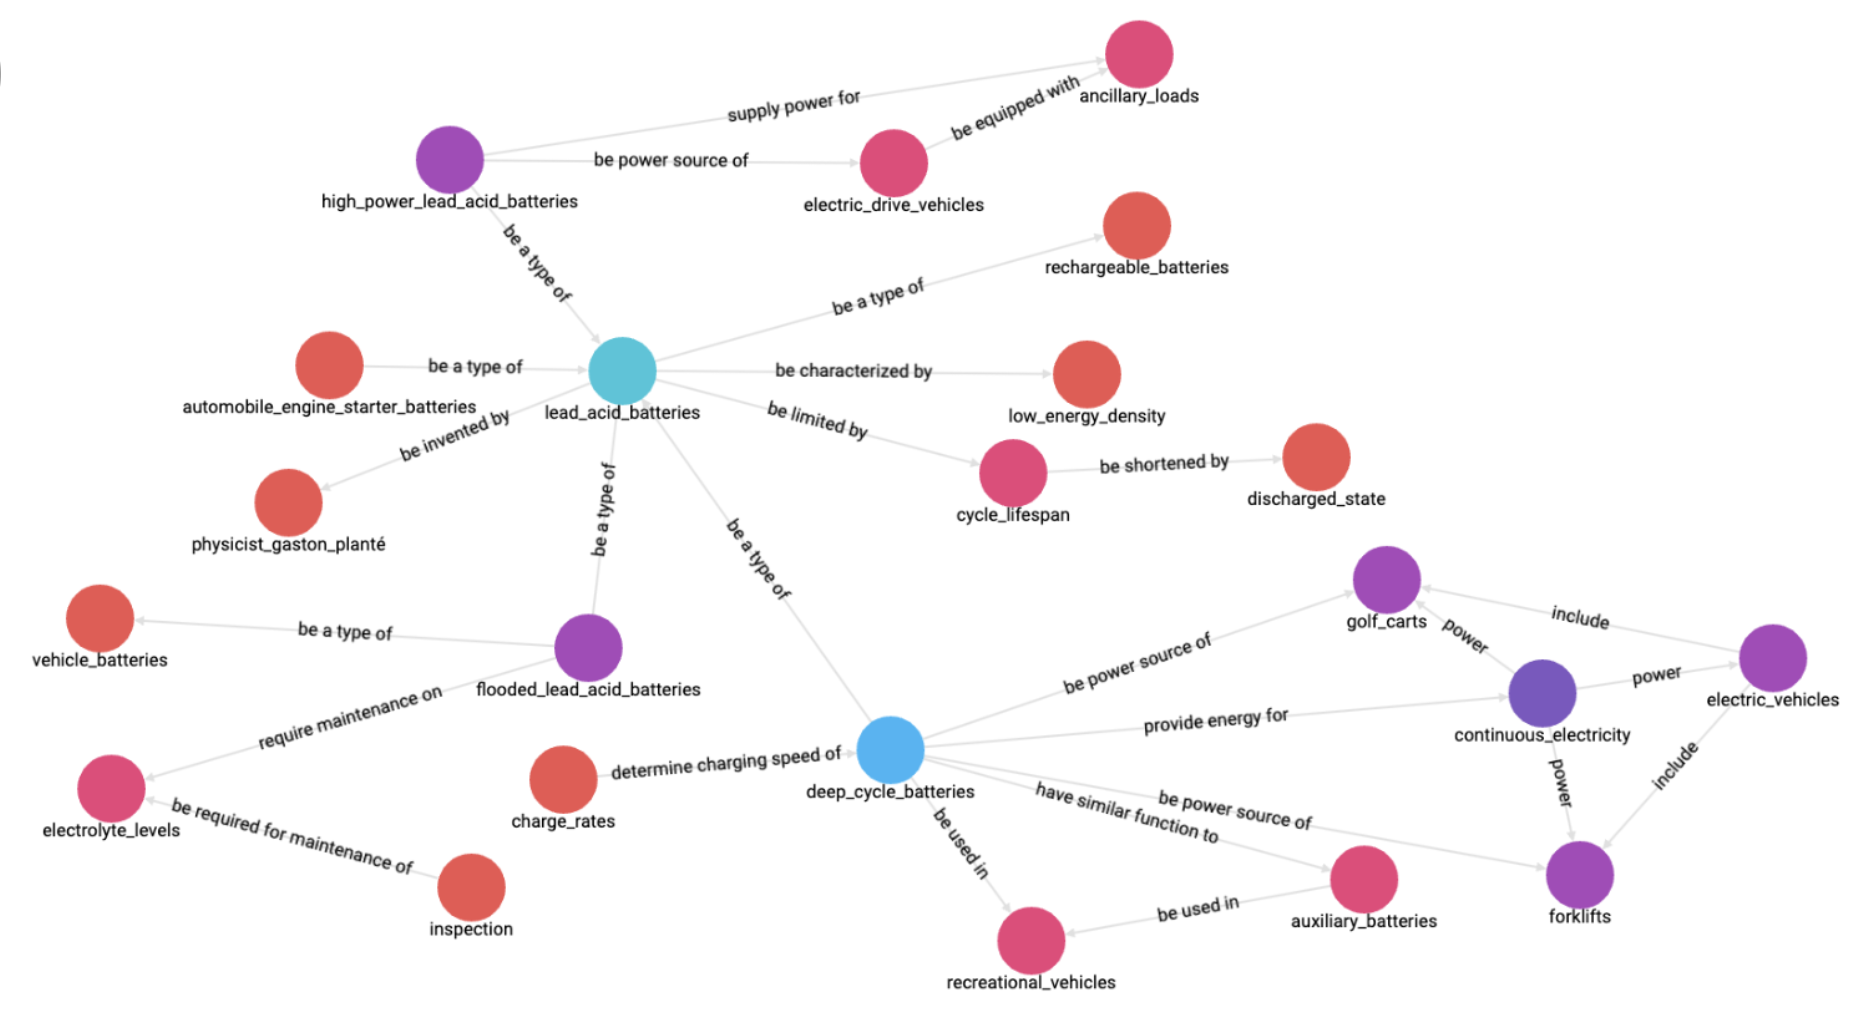 ancillary_loads
supply power for
be equipped with
be power source of
high_power_lead_acid_batteries
electric_drive_vehicles
be a type of
rechargeable_batteries
be a type of
be a type of
automobile_engine_starter_batteries
lead_acid_batteries
be characterized by
low_energy_density
be invented by
be limited by
be shortened by
discharged_state
cycle_lifespan
physicist_gaston_planté
be a type of
be a type of
golf_carts
include
power
be a type of
vehicle_batteries
flooded_lead_acid_batteries
be power source of
power
electric_vehicles
require maintenance on
provide energy for
continuous_electricity
include
power
determine charging speed of
deep_cycle_batteries
charge_rates
electrolyte_levels
be required for maintenance of
be used in
have similar function to
be power source of
inspection
be used in
auxiliary_batteries
forklifts
recreational_vehicles